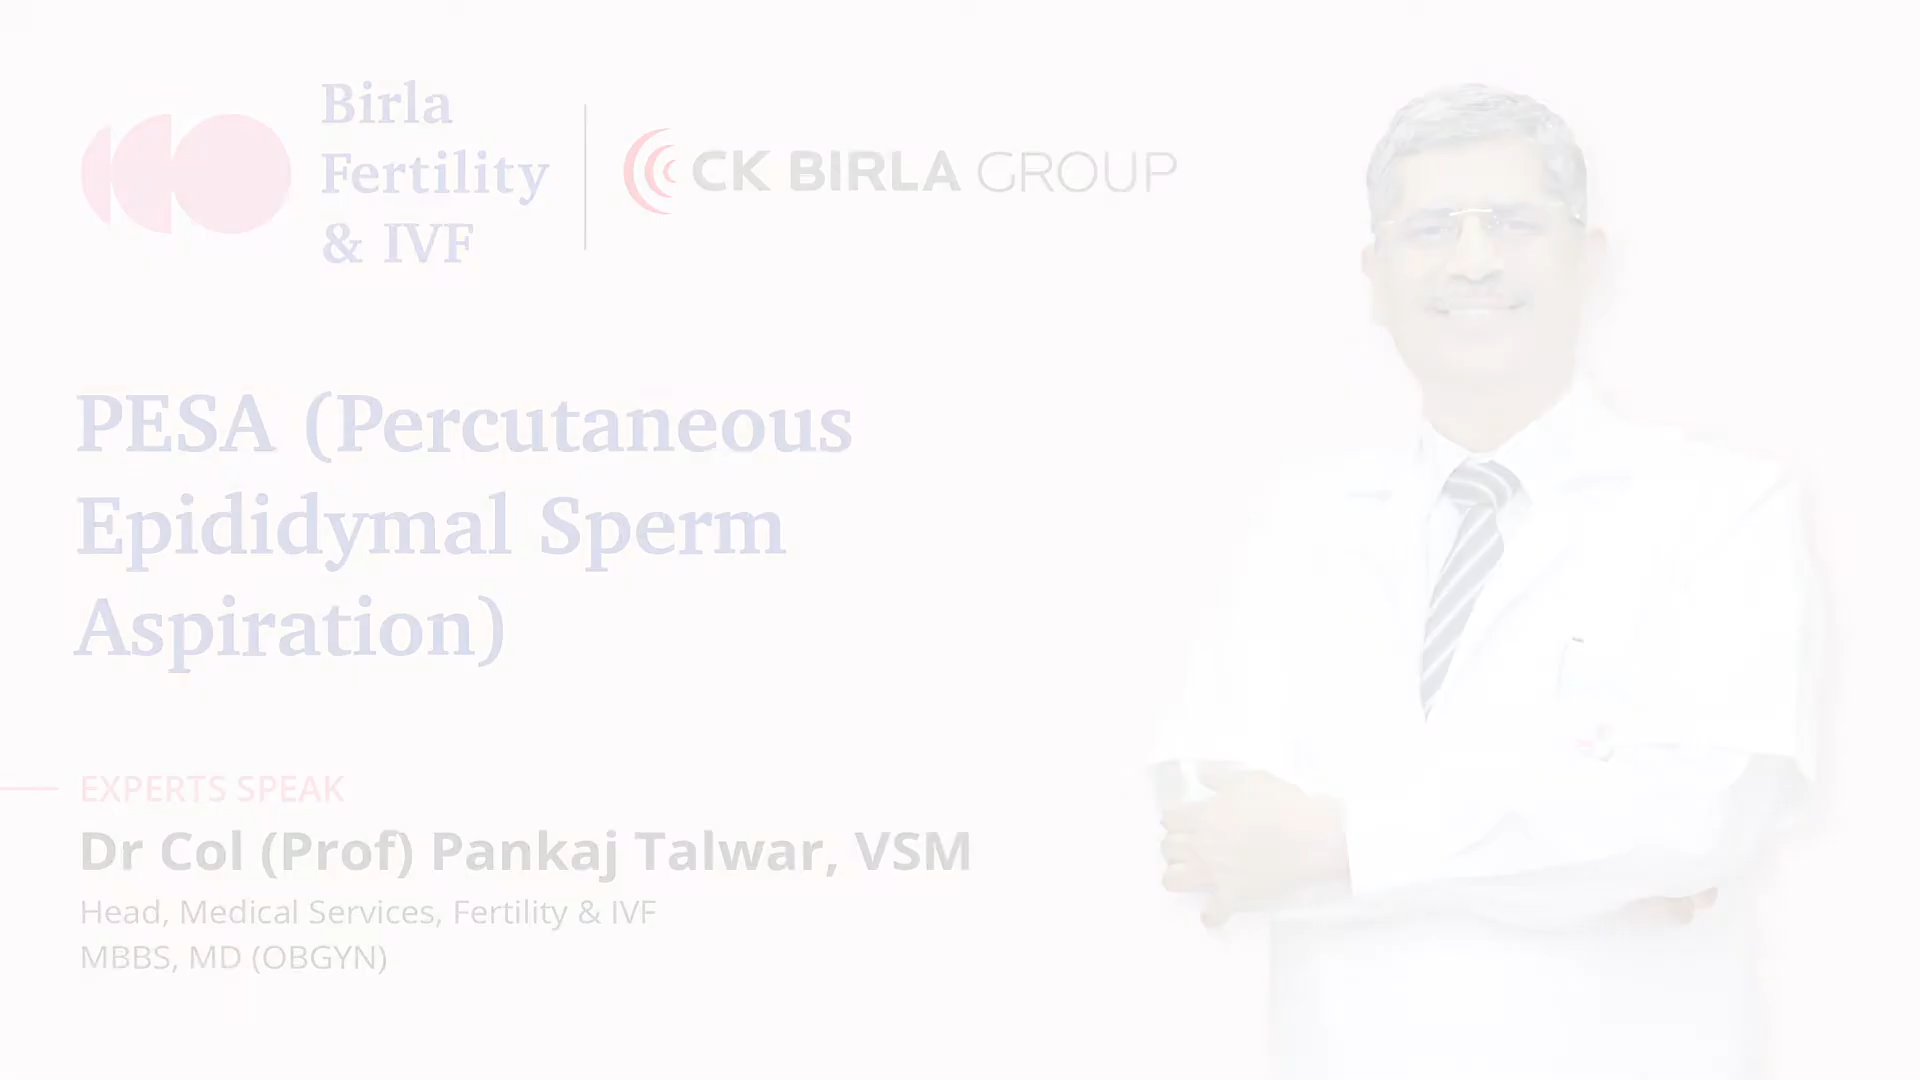 Birla
Fertility
& IVF
CK BIRLA GROUP
PESA (Percutaneous
Epididymal Sperm
Aspiration)
EXPERTS SPEAK
Dr Col (Prof) Pankaj Talwar, VSM
Head, Medical Services, Fertility & IVF
MBBS, MD (OBGYN)